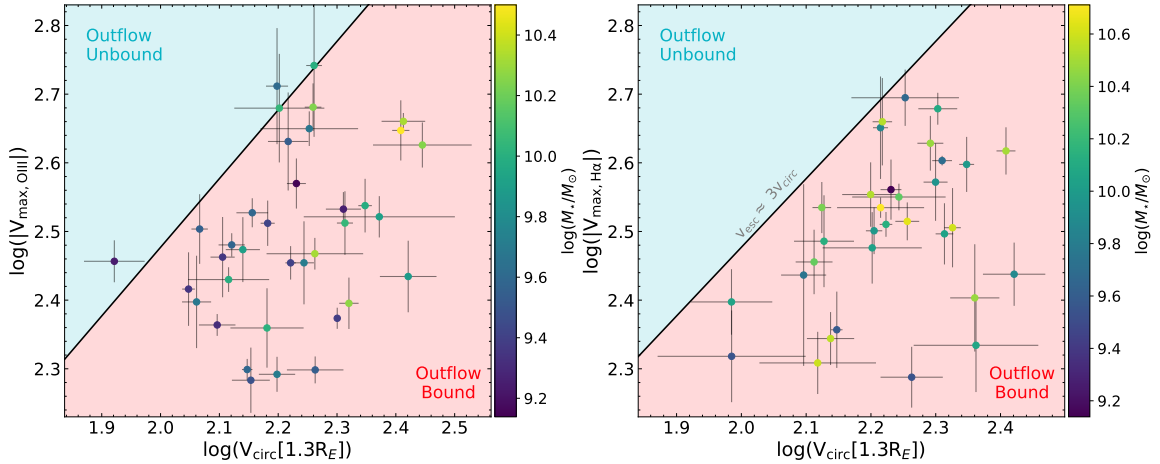 Outflow
Unbound
Outflow
Bound
2.8
2.7
2.6
2.5
2.4
2.3
1.9
2.0
2.1
2.2
2.3
2.4
2.5
log(|V_max, OIII|)
log(V_circ[1.3R_E])
10.4
10.2
10.0
9.8
9.6
9.4
9.2
log(M⋆/M⊙)
Outflow
Unbound
v_esc ≈ 3v_circ
Outflow
Bound
2.8
2.7
2.6
2.5
2.4
2.3
1.9
2.0
2.1
2.2
2.3
2.4
log(|V_max, Hα|)
log(V_circ[1.3R_E])
10.6
10.4
10.2
10.0
9.8
9.6
9.4
9.2
log(M⋆/M⊙)